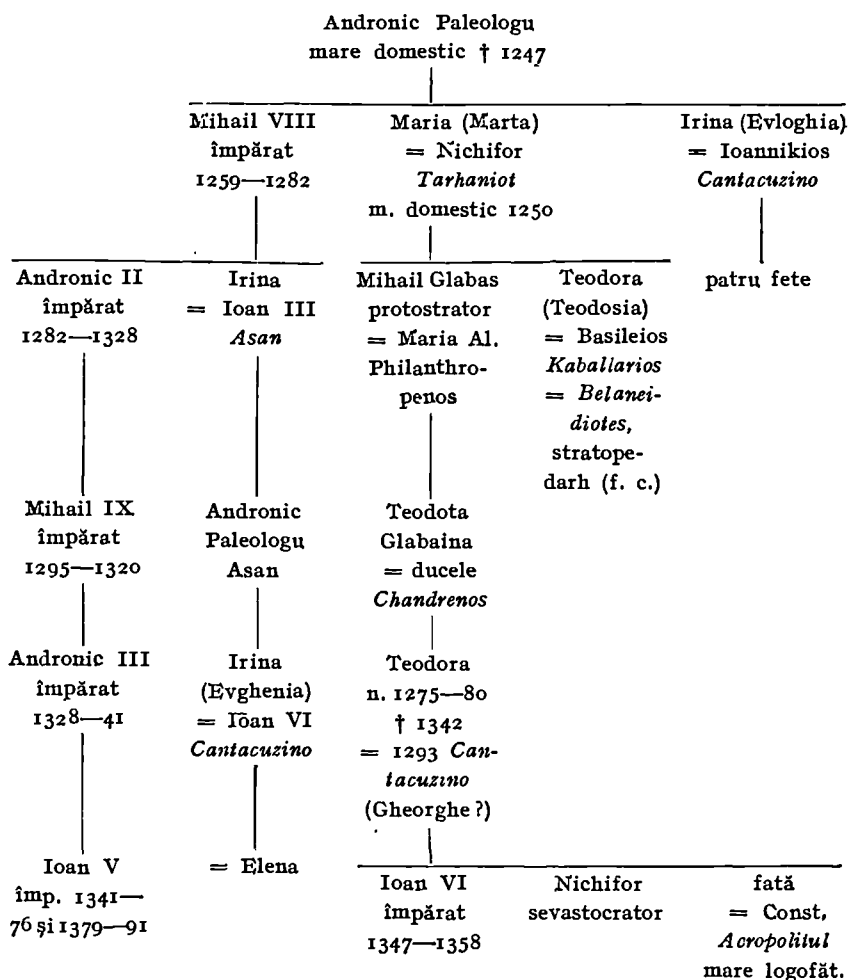 Andronic Paleologu
mare domestic † 1247
Mihail VIII
împărat
1259—1282
Maria (Marta)
= Nichifor
Tarhaniot
m. domestic 1250
Irina (Evloghia)
= Ioannikios
Cantacuzino
Andronic II
împărat
1282—1328
Irina
= Ioan III
Asan
Mihail Glabas
protostrator
= Maria Al.
Philanthro-
penos
Teodora
(Teodosia)
= Basileios
Kaballarios
= Belanei-
diotes,
stratope-
darh (f. c.)
patru fete
Mihail IX
împărat
1295—1320
Andronic
Paleologu
Asan
Teodota
Glabaina
= ducele
Chandrenos
Andronic III
împărat
1328—41
Irina
(Evghenia)
= Ioan VI
Cantacuzino
Teodora
n. 1275—80
† 1342
= 1293 Can-
tacuzino
(Gheorghe ?)
Ioan V
împ. 1341—
76 și 1379—91
= Elena
Ioan VI
împărat
1347—1358
Nichifor
sevastocrator
fată
= Const,
Acropolitul
mare logofăt.